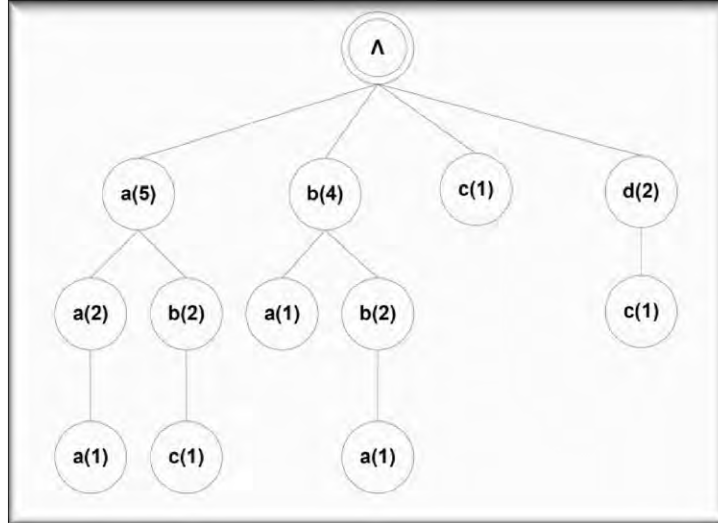 Λ
a(5) b(4) c(1) d(2)
a(2) b(2) a(1) b(2) c(1)
a(1) c(1) a(1)